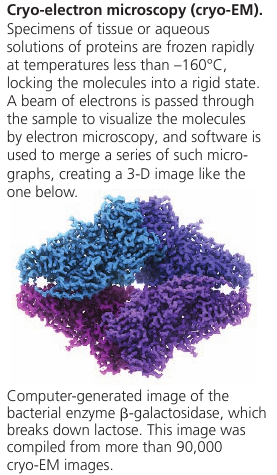 Cryo-electron microscopy (cryo-EM).
Specimens of tissue or aqueous
solutions of proteins are frozen rapidly
at temperatures less than –160°C,
locking the molecules into a rigid state.
A beam of electrons is passed through
the sample to visualize the molecules
by electron microscopy, and software is
used to merge a series of such micro-
graphs, creating a 3-D image like the
one below.
Computer-generated image of the
bacterial enzyme β-galactosidase, which
breaks down lactose. This image was
compiled from more than 90,000
cryo-EM images.